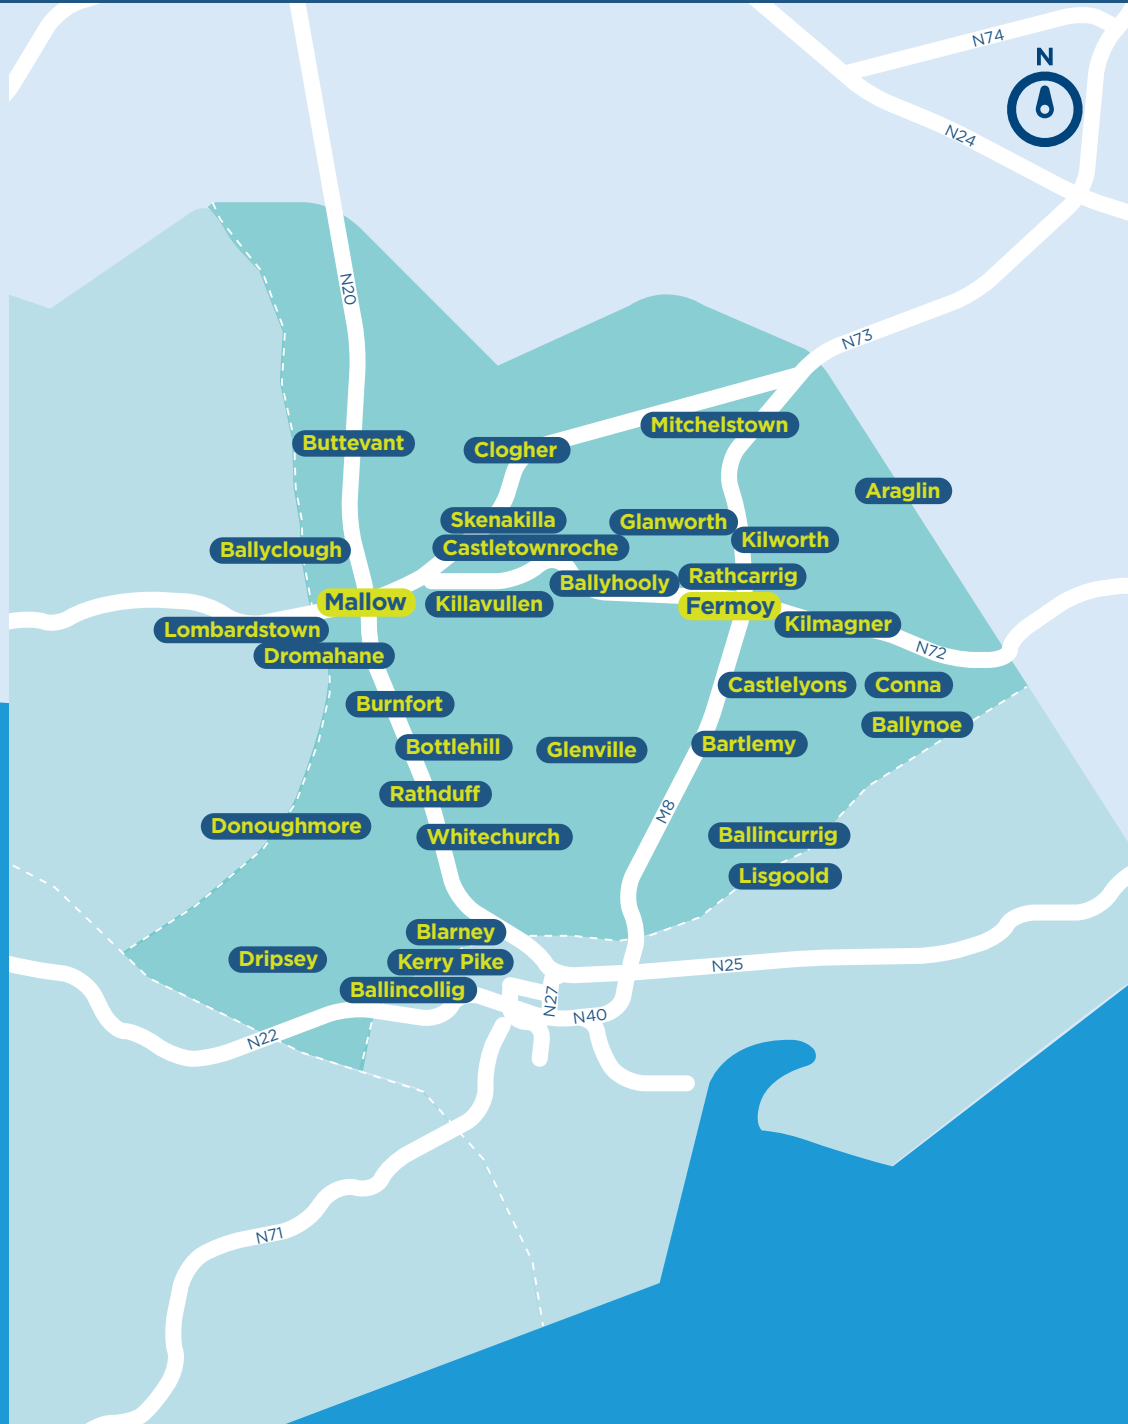 N74
N
N24
N20
N73
Mitchelstown
Buttevant
Clogher
Araglin
Skenakilla
Glanworth
Kilworth
Ballyclough
Castletownroche
Rathcarrig
Ballyhooly
Mallow
Killavullen
Fermoy
Kilmagner
Lombardstown
N72
Dromahane
Castlelyons
Conna
Burnfort
Ballynoe
Bottlehill
Glenville
Bartlemy
Rathduff
M8
Donoughmore
Whitechurch
Ballincurrig
Lisgoold
Blarney
Dripsey
Kerry Pike
N25
Ballincollig
N27
N40
N22
N71